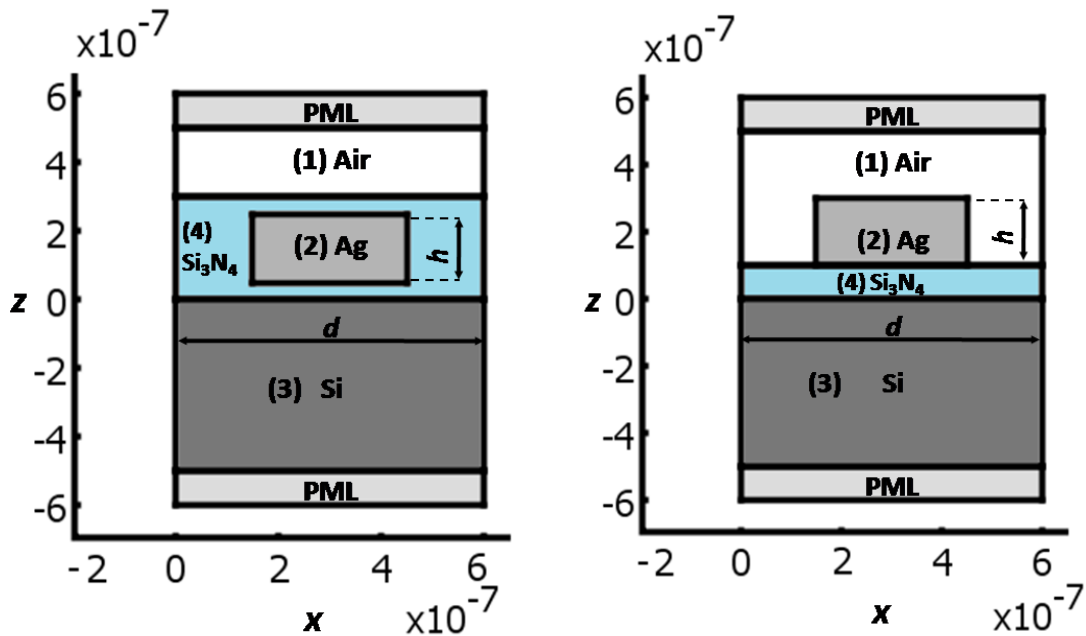 x10⁻⁷
6
4
2
0
-2
-4
-6
z
PML
(1) Air
(4)
Si₃N₄
(2) Ag
h
d
(3) Si
PML
-2 0 2 4 6
x
x10⁻⁷
x10⁻⁷
6
4
2
0
-2
-4
-6
z
PML
(1) Air
(2) Ag
h
(4) Si₃N₄
d
(3) Si
PML
-2 0 2 4 6
x
x10⁻⁷